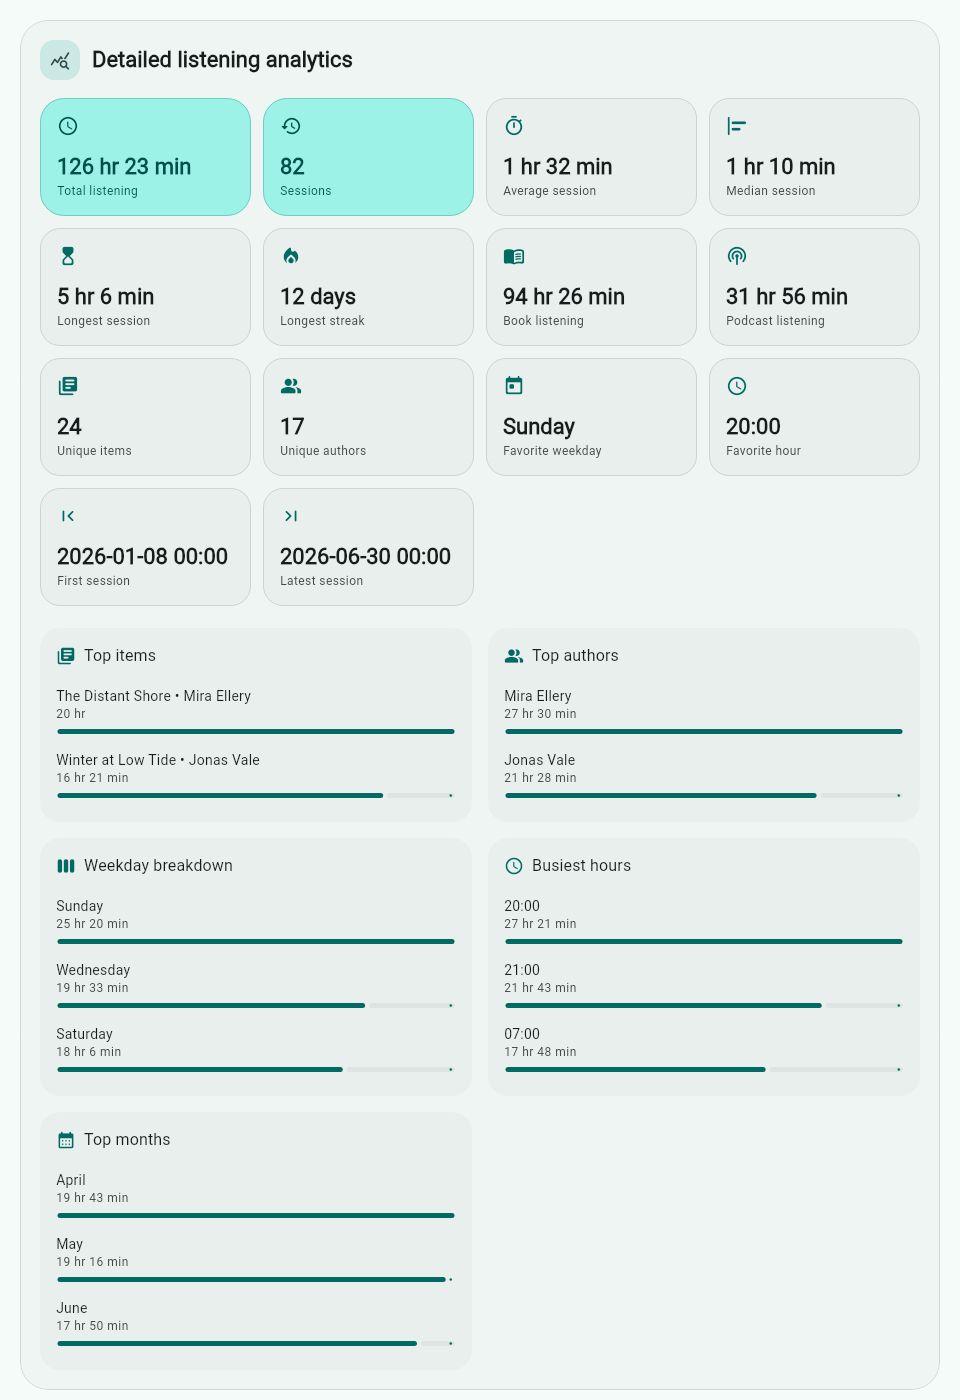 Detailed listening analytics
126 hr 23 min
Total listening
82
Sessions
1 hr 32 min
Average session
1 hr 10 min
Median session
5 hr 6 min
Longest session
12 days
Longest streak
94 hr 26 min
Book listening
31 hr 56 min
Podcast listening
24
Unique items
17
Unique authors
Sunday
Favorite weekday
20:00
Favorite hour
2026-01-08 00:00
First session
2026-06-30 00:00
Latest session
Top items
The Distant Shore • Mira Ellery
20 hr
Winter at Low Tide • Jonas Vale
16 hr 21 min
Top authors
Mira Ellery
27 hr 30 min
Jonas Vale
21 hr 28 min
Weekday breakdown
Sunday
25 hr 20 min
Wednesday
19 hr 33 min
Saturday
18 hr 6 min
Busiest hours
20:00
27 hr 21 min
21:00
21 hr 43 min
07:00
17 hr 48 min
Top months
April
19 hr 43 min
May
19 hr 16 min
June
17 hr 50 min